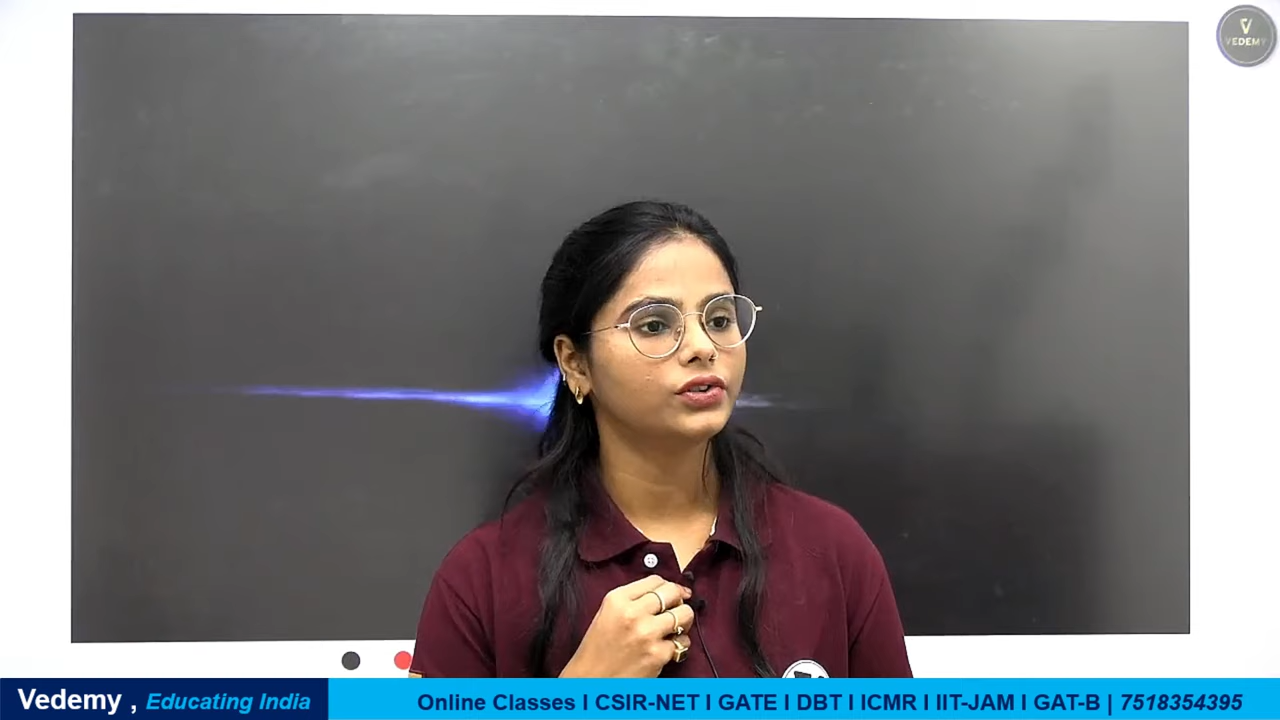 V
VEDEMY
Vedemy , Educating India
Online Classes I CSIR-NET I GATE I DBT I ICMR I IIT-JAM I GAT-B | 7518354395